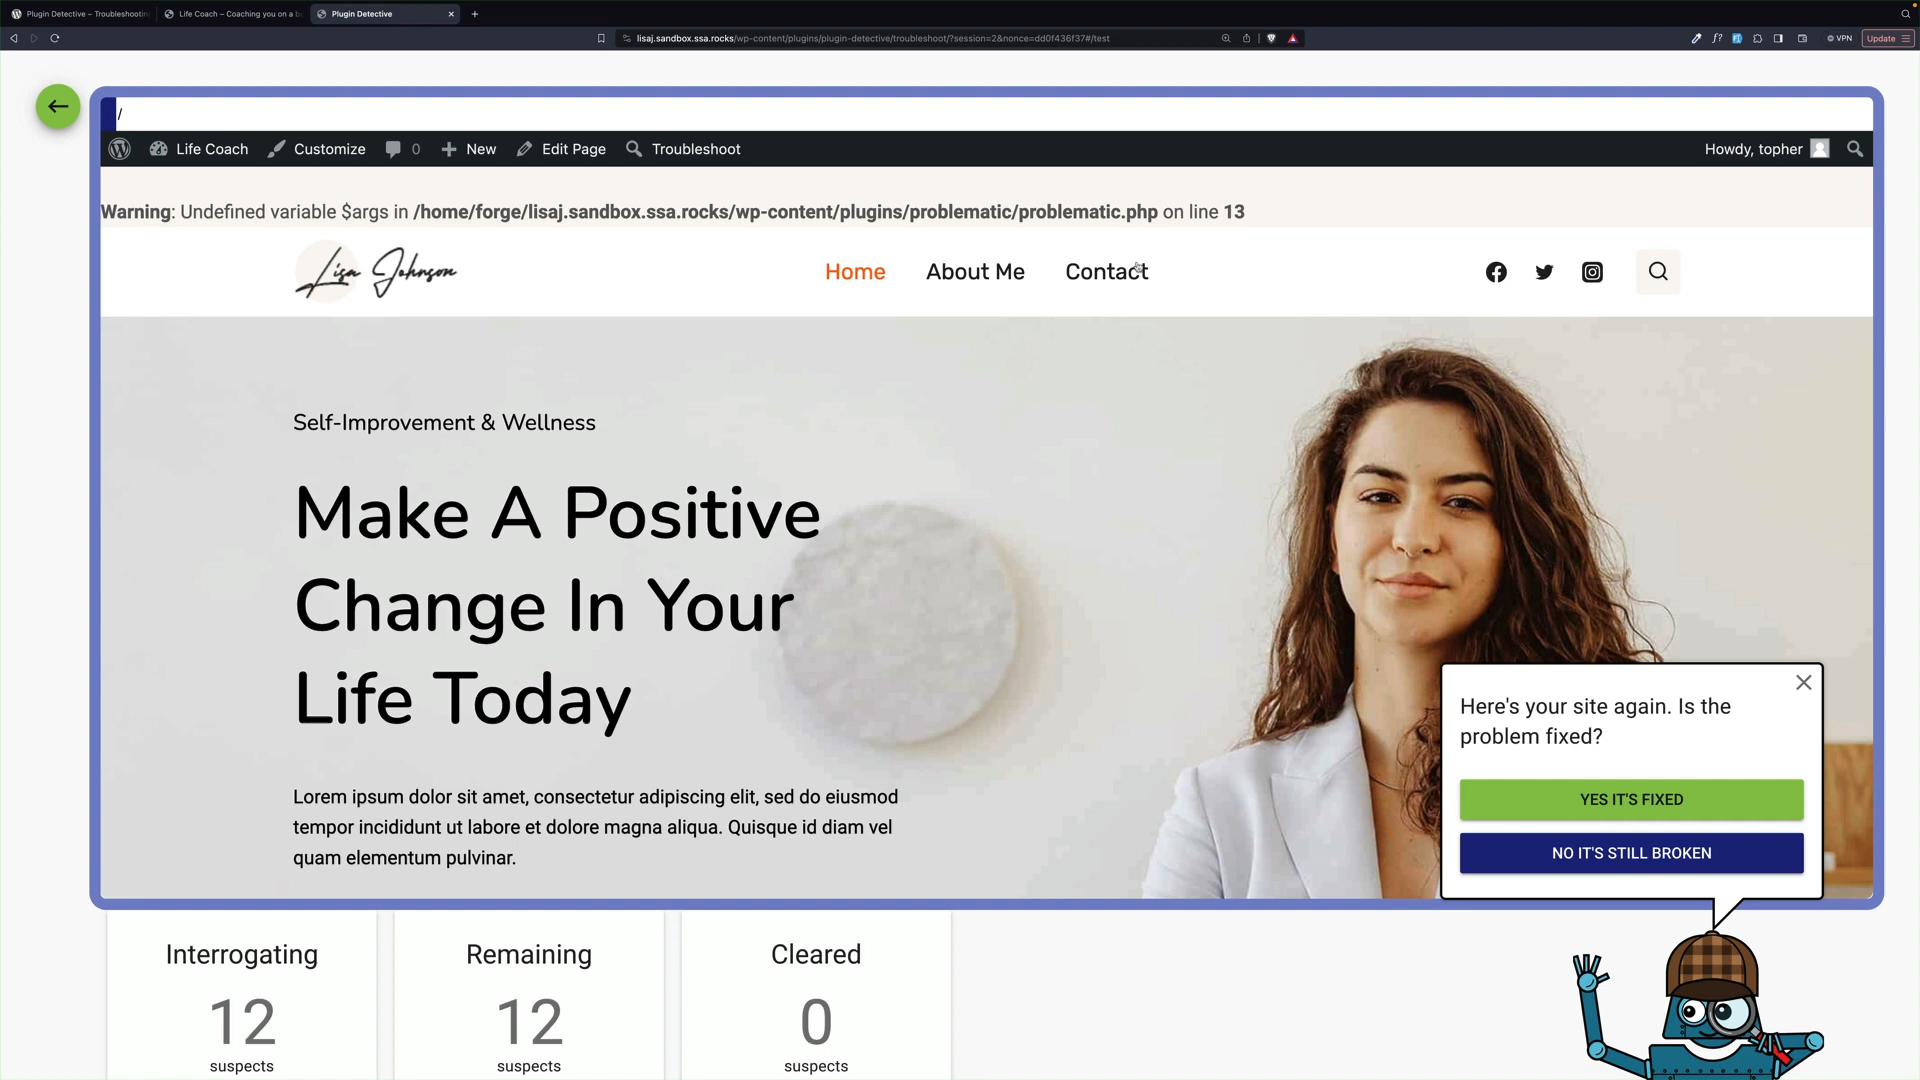 Plugin Detective – Troubleshooting
Life Coach – Coaching you on a b
Plugin Detective
lisaj.sandbox.ssa.rocks/wp-content/plugins/plugin-detective/troubleshoot/?session=2&nonce=dd0f436f37#/test
f?
VPN
Update
/
Life Coach
Customize
0
New
Edit Page
Troubleshoot
Howdy, topher
Warning: Undefined variable $args in /home/forge/lisaj.sandbox.ssa.rocks/wp-content/plugins/problematic/problematic.php on line 13
Lisa Johnson
Home
About Me
Contact
Self-Improvement & Wellness
Make A Positive
Change In Your
Life Today
Lorem ipsum dolor sit amet, consectetur adipiscing elit, sed do eiusmod
tempor incididunt ut labore et dolore magna aliqua. Quisque id diam vel
quam elementum pulvinar.
Here's your site again. Is the
problem fixed?
YES IT'S FIXED
NO IT'S STILL BROKEN
Interrogating
12
suspects
Remaining
12
suspects
Cleared
0
suspects